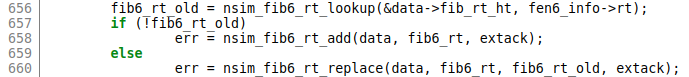 656 fib6_rt_old = nsim_fib6_rt_lookup(&data->fib_rt_ht, fen6_info->rt);
657 if (!fib6_rt_old)
658 err = nsim_fib6_rt_add(data, fib6_rt, extack);
659 else
660 err = nsim_fib6_rt_replace(data, fib6_rt, fib6_rt_old, extack);